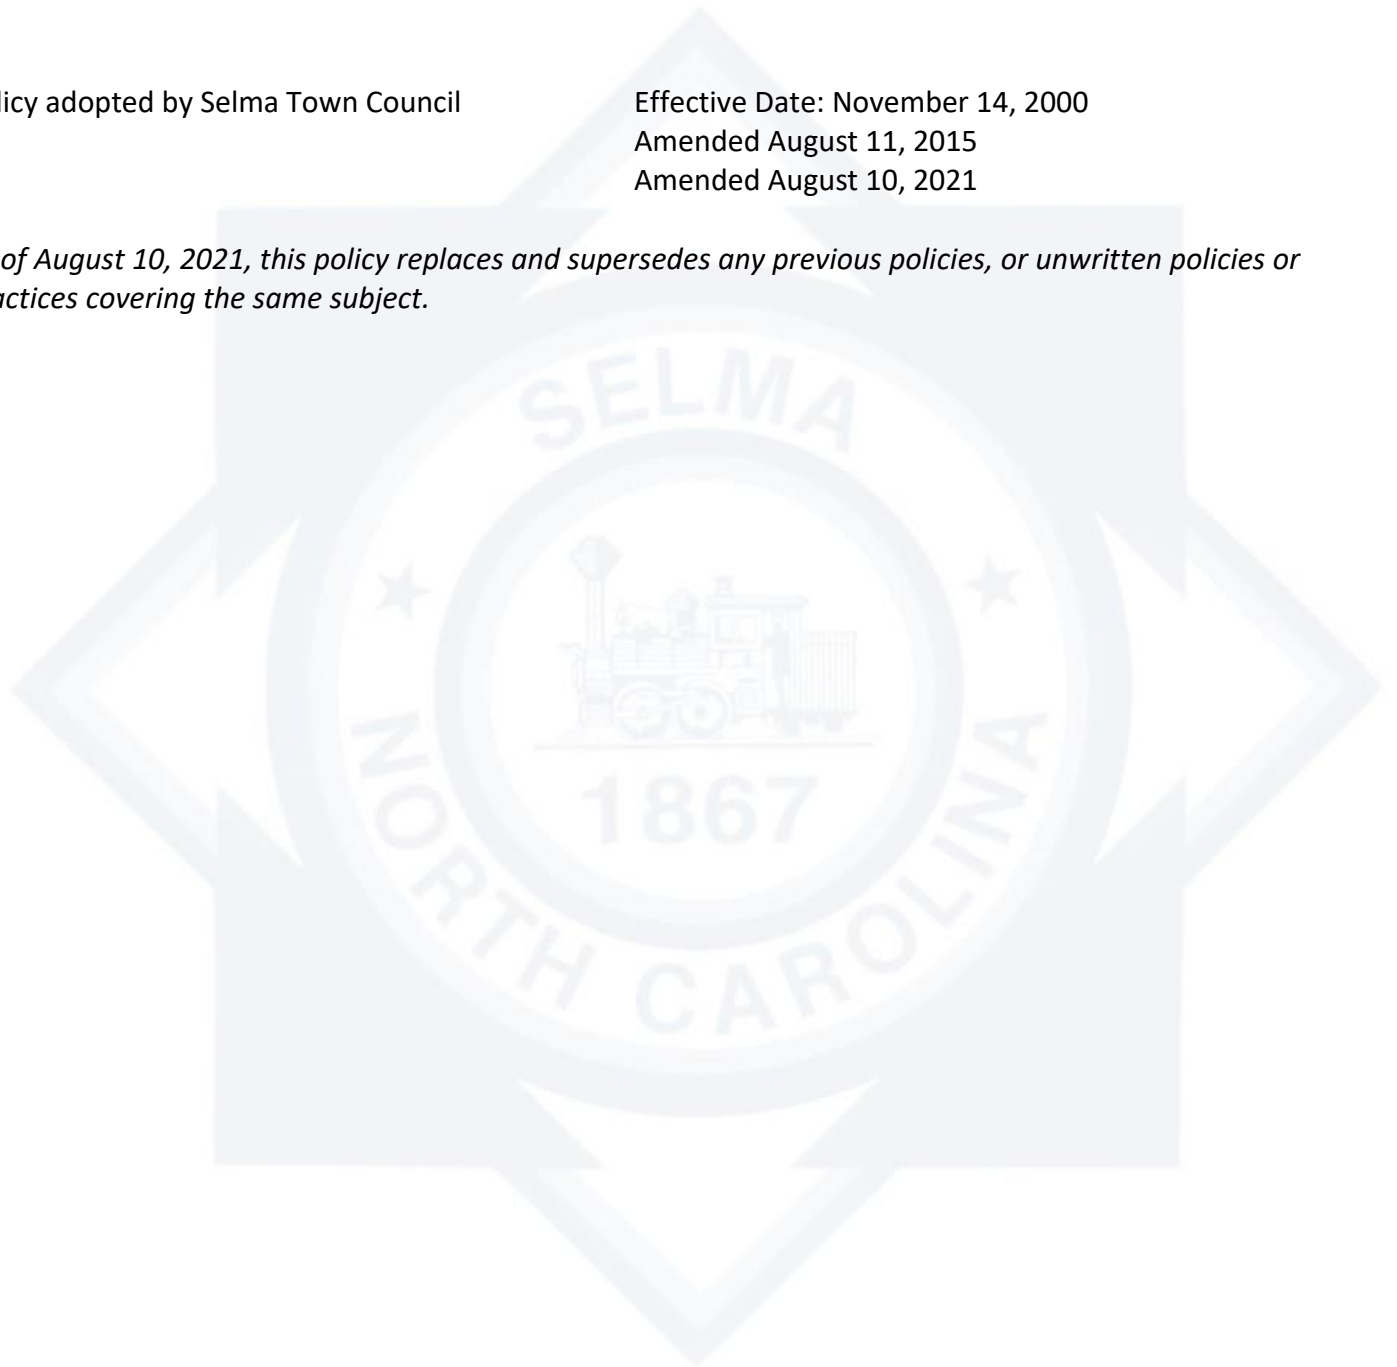 licy adopted by Selma Town Council
Effective Date: November 14, 2000
Amended August 11, 2015
Amended August 10, 2021
of August 10, 2021, this policy replaces and supersedes any previous policies, or unwritten policies or
actices covering the same subject.
SELMA
1867
NORTH CAROLINA